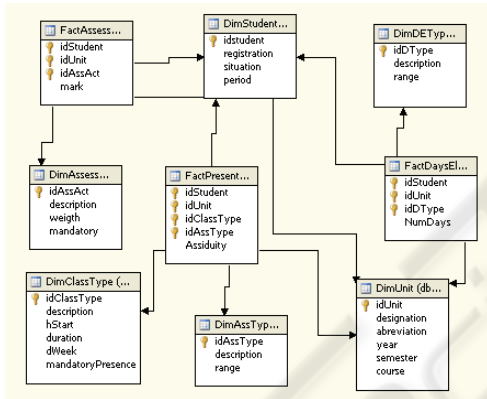 FactAssess...
idStudent
idUnit
idAssAct
mark
DimStudent...
idstudent
registration
situation
period
DimDETyp...
idDType
description
range
DimAssess...
idAssAct
description
weigth
mandatory
FactPresent...
idStudent
idUnit
idClassType
idAssType
Assiduity
FactDaysEl...
idStudent
idUnit
idDType
NumDays
DimClassType (...
idClassType
description
hStart
duration
dWeek
mandatoryPresence
DimAssTyp...
idAssType
description
range
DimUnit (db...
idUnit
designation
abreviation
year
semester
course